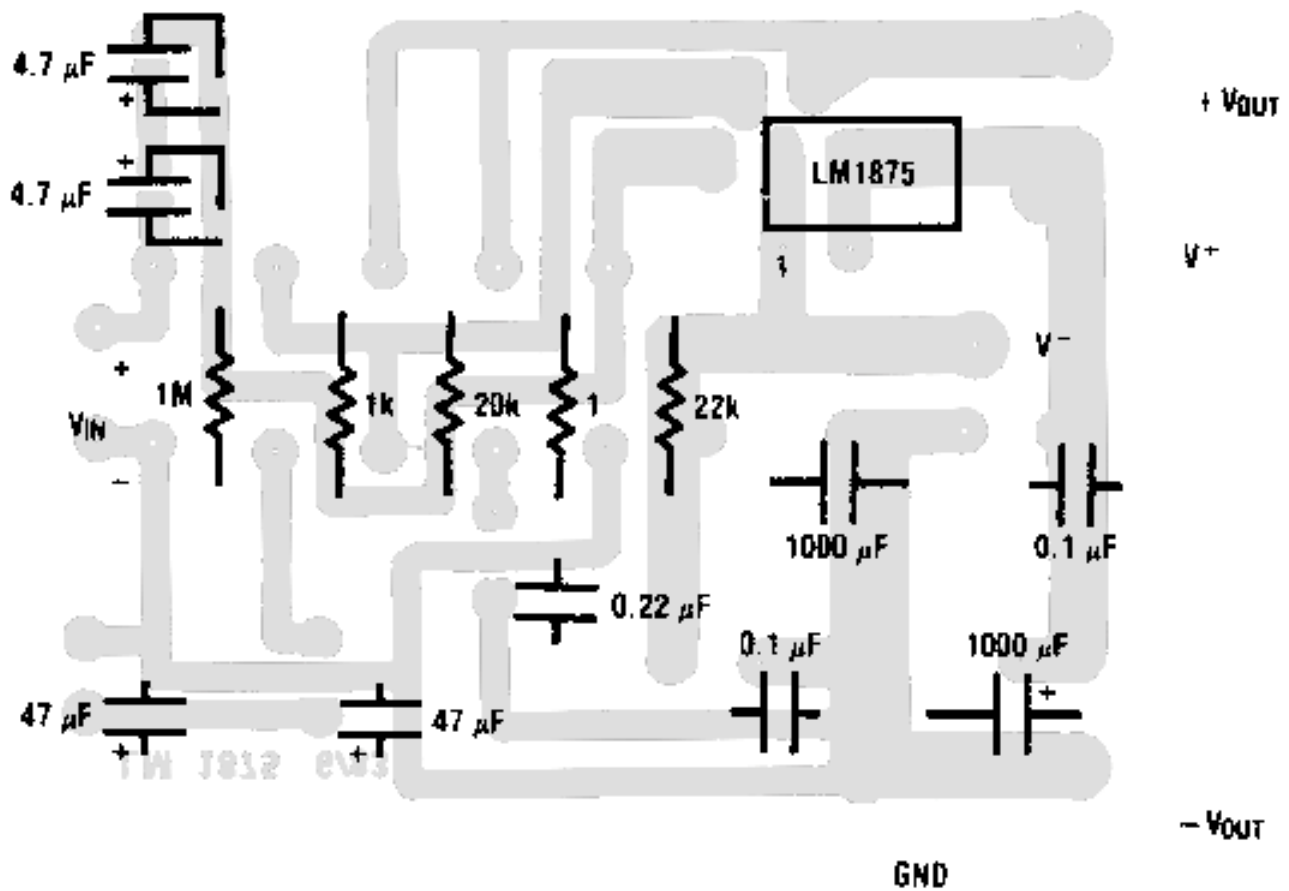 4.7 µF
+
+ VOUT
+
4.7 µF
LM1875
V+
1
+
V−
1M
1k
20k
1
22k
VIN
−
1000 µF
0.1 µF
0.22 µF
0.1 µF
1000 µF
+
47 µF
+
47 µF
+
− VOUT
GND